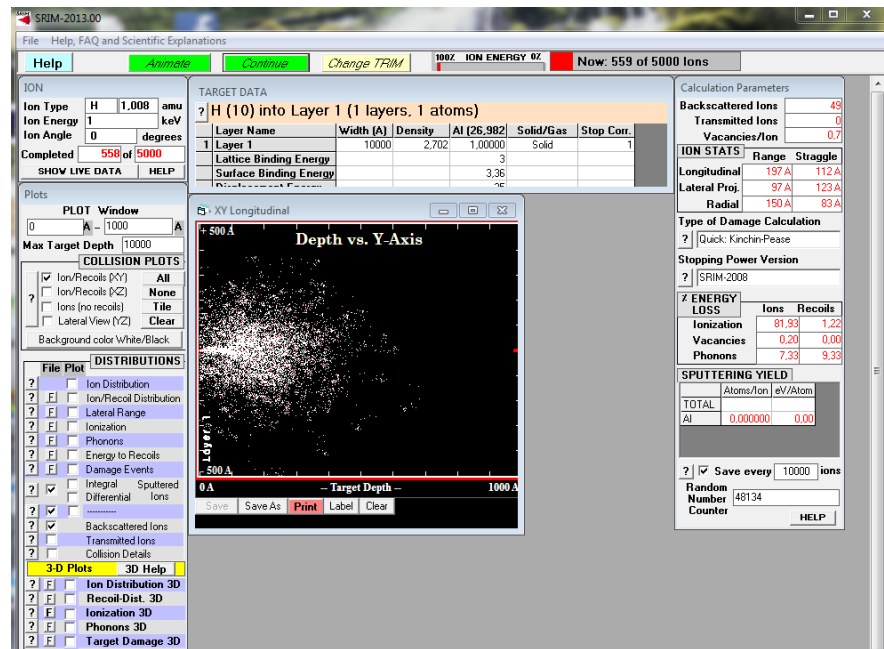 SRIM-2013.00
File Help, FAQ and Scientific Explanations
Help Animate Continue Change TRIM 100% ION ENERGY 0% Now: 559 of 5000 Ions
ION
Ion Type H 1,008 amu
Ion Energy 1 keV
Ion Angle 0 degrees
Completed 558 of 5000
SHOW LIVE DATA HELP
TARGET DATA
? H (10) into Layer 1 (1 layers, 1 atoms)
Layer Name Width (A) Density Al (26,982 Solid/Gas Stop Corr.
1 Layer 1 10000 2,702 1,00000 Solid 1
Lattice Binding Energy 3
Surface Binding Energy 3,36
Displacement Energy 25
Plots
PLOT Window
0 A - 1000 A
Max Target Depth 10000
COLLISION PLOTS
Ion/Recoils (XY) All
Ion/Recoils (XZ) None
? Ions (no recoils) Tile
Lateral View (YZ) Clear
Background color White/Black
DISTRIBUTIONS
File Plot
? Ion Distribution
? F Ion/Recoil Distribution
? F Lateral Range
? F Ionization
? F Phonons
? F Energy to Recoils
? F Damage Events
? Integral Sputtered
Differential Ions
? -----------
? Backscattered Ions
? Transmitted Ions
? Collision Details
3-D Plots 3D Help
? F Ion Distribution 3D
? F Recoil-Dist. 3D
? F Ionization 3D
? F Phonons 3D
? F Target Damage 3D
XY Longitudinal
+ 500 A
Depth vs. Y-Axis
Layer 1
- 500 A
0 A -- Target Depth -- 1000 A
Save Save As Print Label Clear
Calculation Parameters
Backscattered Ions 49
Transmitted Ions 0
Vacancies/Ion 0,7
ION STATS Range Straggle
Longitudinal 197 A 112 A
Lateral Proj. 97 A 123 A
Radial 150 A 83 A
Type of Damage Calculation
? Quick: Kinchin-Pease
Stopping Power Version
? SRIM-2008
% ENERGY LOSS Ions Recoils
Ionization 81,93 1,22
Vacancies 0,20 0,00
Phonons 7,33 9,33
SPUTTERING YIELD
Atoms/Ion eV/Atom
TOTAL
Al 0,000000 0,00
? Save every 10000 ions
Random
Number 48134
Counter
HELP